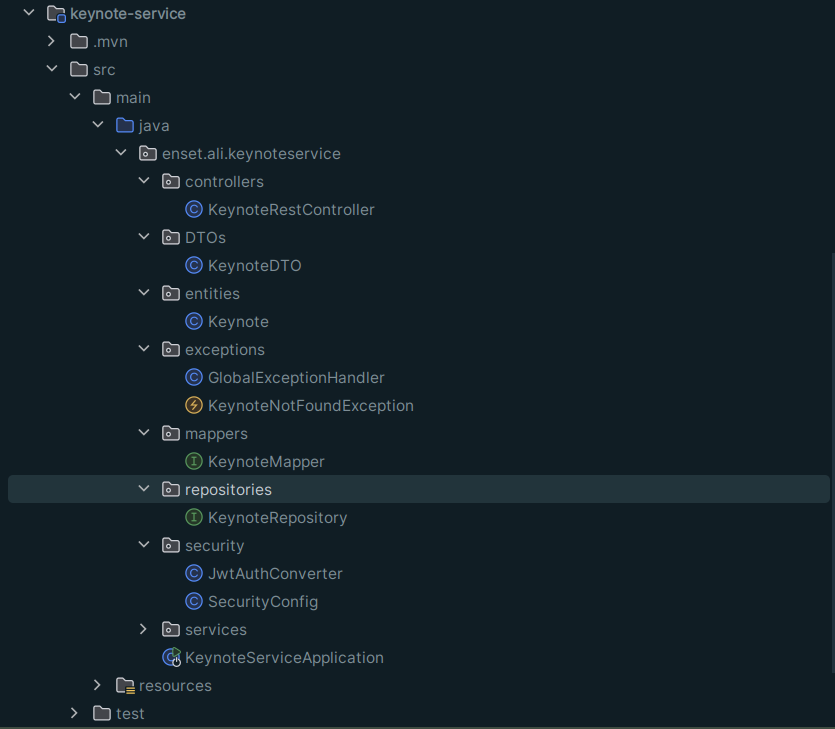 keynote-service
.mvn
src
main
java
enset.ali.keynoteservice
controllers
KeynoteRestController
DTOs
KeynoteDTO
entities
Keynote
exceptions
GlobalExceptionHandler
KeynoteNotFoundException
mappers
KeynoteMapper
repositories
KeynoteRepository
security
JwtAuthConverter
SecurityConfig
services
KeynoteServiceApplication
resources
test